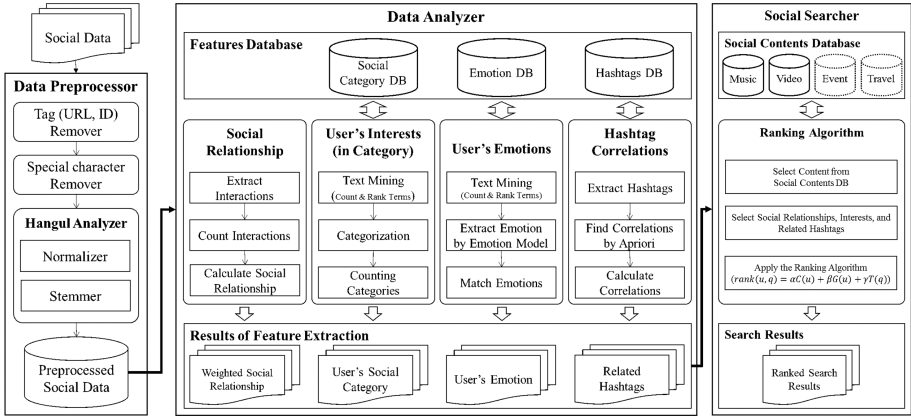 Social Data
Data Preprocessor
Tag (URL, ID)
Remover
Special character
Remover
Hangul Analyzer
Normalizer
Stemmer
Preprocessed
Social Data
Data Analyzer
Features Database
Social
Category DB
Emotion DB
Hashtags DB
Social
Relationship
Extract
Interactions
Count Interactions
Calculate Social
Relationship
User's Interests
(in Category)
Text Mining
(Count & Rank Terms)
Categorization
Counting
Categories
User's Emotions
Text Mining
(Count & Rank Terms)
Extract Emotion
by Emotion Model
Match Emotions
Hashtag
Correlations
Extract Hashtags
Find Correlations
by Apriori
Calculate
Correlations
Results of Feature Extraction
Weighted Social
Relationship
User's Social
Category
User's Emotion
Related
Hashtags
Social Searcher
Social Contents Database
Music
Video
Event
Travel
Ranking Algorithm
Select Content from
Social Contents DB
Select Social Relationships, Interests, and
Related Hashtags
Apply the Ranking Algorithm
(rank(u, q) = αC(u) + βG(u) + γT(q))
Search Results
Ranked Search
Results